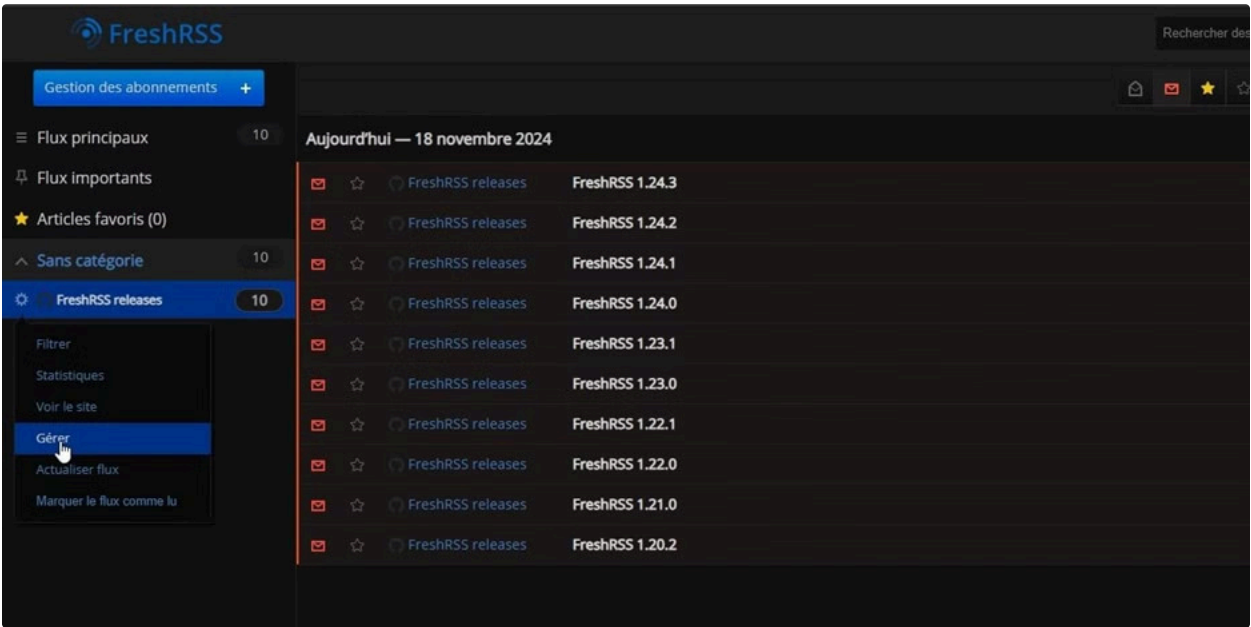 FreshRSS
Rechercher des
Gestion des abonnements +
Flux principaux 10
Flux importants
Articles favoris (0)
Sans catégorie 10
FreshRSS releases 10
Filtrer
Statistiques
Voir le site
Gérer
Actualiser flux
Marquer le flux comme lu
Aujourd'hui — 18 novembre 2024
FreshRSS releases FreshRSS 1.24.3
FreshRSS releases FreshRSS 1.24.2
FreshRSS releases FreshRSS 1.24.1
FreshRSS releases FreshRSS 1.24.0
FreshRSS releases FreshRSS 1.23.1
FreshRSS releases FreshRSS 1.23.0
FreshRSS releases FreshRSS 1.22.1
FreshRSS releases FreshRSS 1.22.0
FreshRSS releases FreshRSS 1.21.0
FreshRSS releases FreshRSS 1.20.2